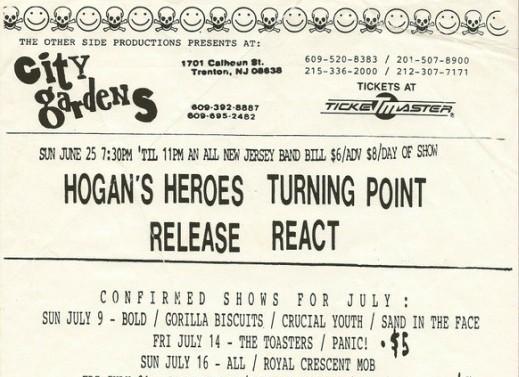 THE OTHER SIDE PRODUCTIONS PRESENTS AT:
City gardens
1701 Calhoun St.
Trenton, NJ 08638
609-392-8887
609-695-2482
609-520-8383 / 201-507-8900
215-336-2000 / 212-307-7171
TICKETS AT
TICKETMASTER
SUN JUNE 25 7:30PM 'TIL 11PM AN ALL NEW JERSEY BAND BILL $6/ADV $8/DAY OF SHOW
HOGAN'S HEROES TURNING POINT
RELEASE REACT
CONFIRMED SHOWS FOR JULY :
SUN JULY 9 - BOLD / GORILLA BISCUITS / CRUCIAL YOUTH / SAND IN THE FACE
FRI JULY 14 - THE TOASTERS / PANIC! • $5
SUN JULY 16 - ALL / ROYAL CRESCENT MOB